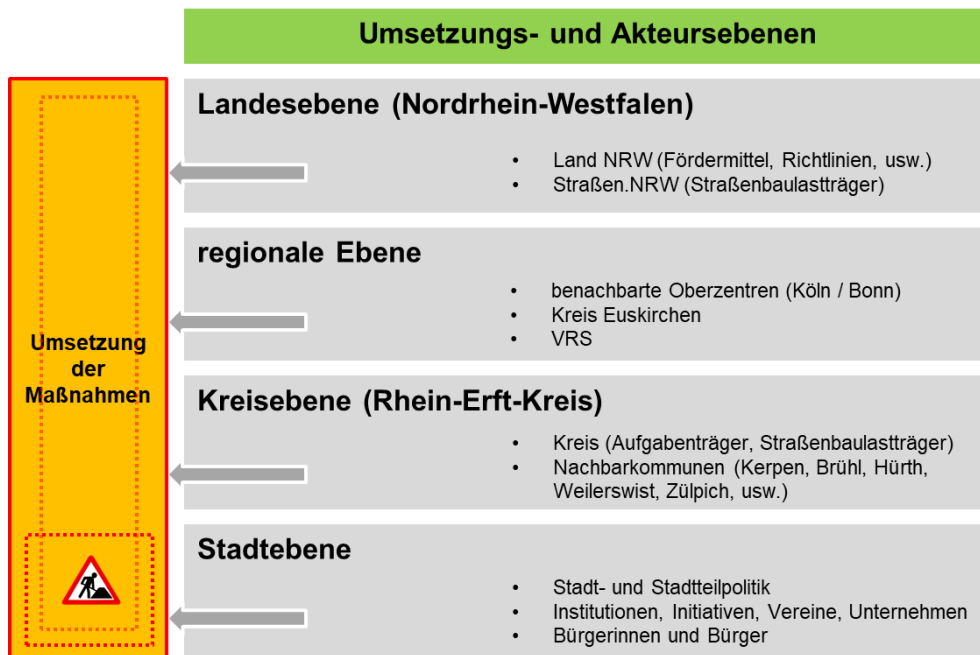 Umsetzungs- und Akteursebenen
Landesebene (Nordrhein-Westfalen)
• Land NRW (Fördermittel, Richtlinien, usw.)
• Straßen.NRW (Straßenbaulastträger)
regionale Ebene
• benachbarte Oberzentren (Köln / Bonn)
• Kreis Euskirchen
• VRS
Umsetzung
der
Maßnahmen
Kreisebene (Rhein-Erft-Kreis)
• Kreis (Aufgabenträger, Straßenbaulastträger)
• Nachbarkommunen (Kerpen, Brühl, Hürth,
Weilerswist, Zülpich, usw.)
Stadtebene
• Stadt- und Stadtteilpolitik
• Institutionen, Initiativen, Vereine, Unternehmen
• Bürgerinnen und Bürger